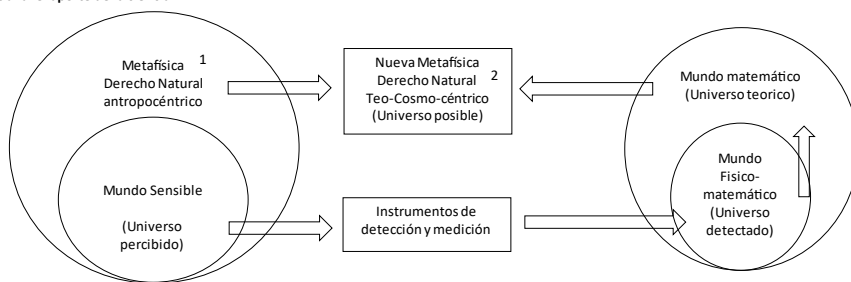 Metafísica 1
Derecho Natural
antropocéntrico
Nueva Metafísica
Derecho Natural 2
Teo-Cosmo-céntrico
(Universo posible)
Mundo matemático
(Universo teorico)
Mundo Sensible
(Universo
percibido)
Instrumentos de
detección y medición
Mundo
Fisico-
matemático
(Universo
detectado)